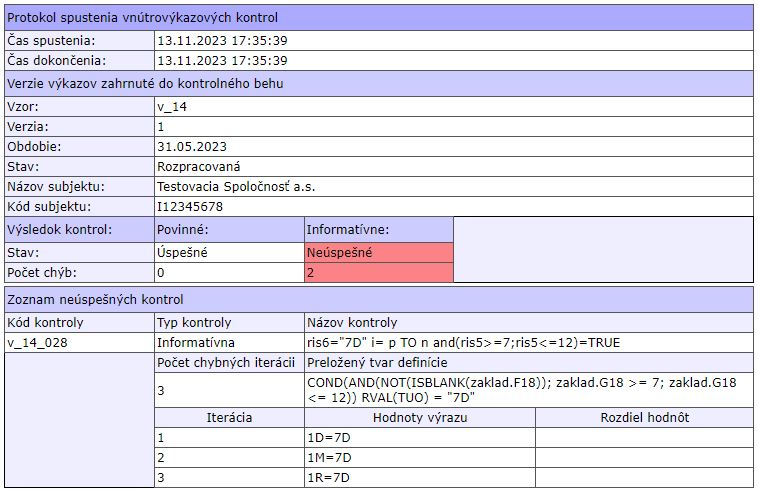 Protokol spustenia vnútrovýkazových kontrol
Čas spustenia: 13.11.2023 17:35:39
Čas dokončenia: 13.11.2023 17:35:39
Verzie výkazov zahrnuté do kontrolného behu
Vzor: v_14
Verzia: 1
Obdobie: 31.05.2023
Stav: Rozpracovaná
Názov subjektu: Testovacia Spoločnosť a.s.
Kód subjektu: I12345678
Výsledok kontrol: Povinné: Informatívne:
Stav: Úspešné Neúspešné
Počet chýb: 0 2
Zoznam neúspešných kontrol
Kód kontroly Typ kontroly Názov kontroly
v_14_028 Informatívna ris6="7D" i= p TO n and(ris5>=7;ris5<=12)=TRUE
Počet chybných iterácii Preložený tvar definície
3 COND(AND(NOT(ISBLANK(zaklad.F18)); zaklad.G18 >= 7; zaklad.G18
<= 12)) RVAL(TUO) = "7D"
Iterácia Hodnoty výrazu Rozdiel hodnôt
1 1D=7D
2 1M=7D
3 1R=7D